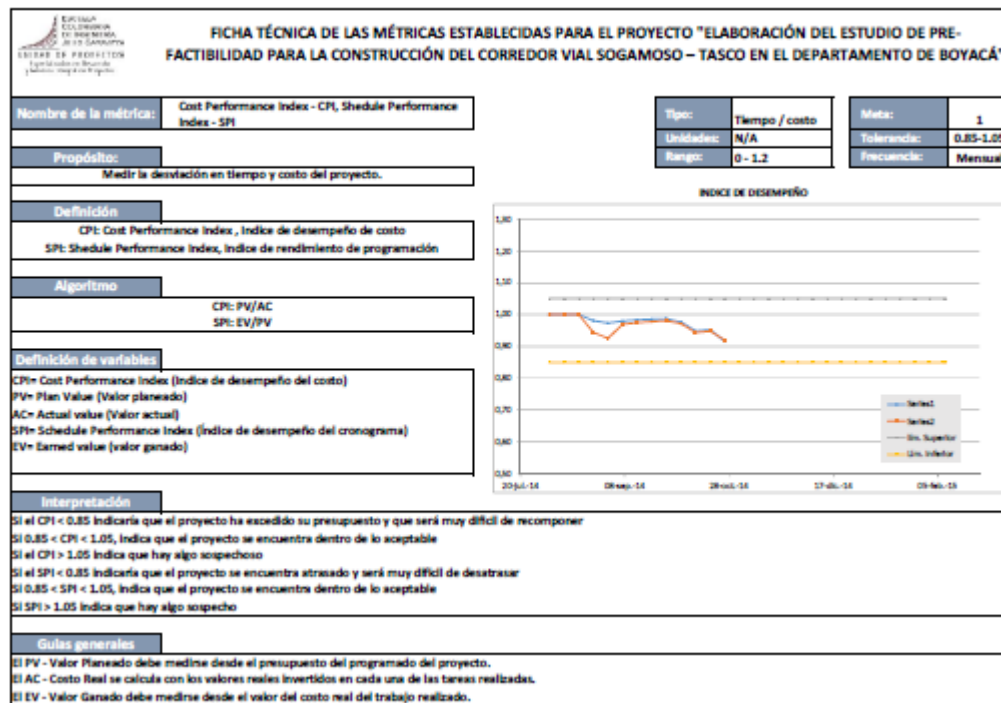 ESCUELA
COLOMBIANA
DE INGENIERÍA
JULIO GARAVITO
UNIDAD DE PROYECTOS
FICHA TÉCNICA DE LAS MÉTRICAS ESTABLECIDAS PARA EL PROYECTO "ELABORACIÓN DEL ESTUDIO DE PRE-
FACTIBILIDAD PARA LA CONSTRUCCIÓN DEL CORREDOR VIAL SOGAMOSO – TASCO EN EL DEPARTAMENTO DE BOYACÁ"
Nombre de la métrica:
Cost Performance Index - CPI, Shedule Performance
Index - SPI
Tipo: Tiempo / costo
Unidades: N/A
Rango: 0 - 1.2
Meta: 1
Tolerancia: 0.85-1.05
Frecuencia: Mensual
Propósito:
Medir la desviación en tiempo y costo del proyecto.
Definición
CPI: Cost Performance Index , Indice de desempeño de costo
SPI: Shedule Performance Index, Indice de rendimiento de programación
Algoritmo
CPI: PV/AC
SPI: EV/PV
Definición de variables
CPI= Cost Performance Index (Indice de desempeño del costo)
PV= Plan Value (Valor planeado)
AC= Actual value (Valor actual)
SPI= Schedule Performance Index (Índice de desempeño del cronograma)
EV= Earned value (valor ganado)
INDICE DE DESEMPEÑO
1,30
1,20
1,10
1,00
0,90
0,80
0,70
0,60
0,50
20-jul.-14 08-sep.-14 28-oct.-14 17-dic.-14 05-feb.-15
Series1
Series2
lim. Superior
Lim. Inferior
Interpretación
Si el CPI < 0.85 indicaría que el proyecto ha excedido su presupuesto y que será muy difícil de recomponer
Si 0.85 < CPI < 1.05, indica que el proyecto se encuentra dentro de lo aceptable
Si el CPI > 1.05 indica que hay algo sospechoso
Si el SPI < 0.85 indicaría que el proyecto se encuentra atrasado y será muy difícil de desatrasar
Si 0.85 < SPI < 1.05, indica que el proyecto se encuentra dentro de lo aceptable
Si SPI > 1.05 indica que hay algo sospecho
Guías generales
El PV - Valor Planeado debe medirse desde el presupuesto del programado del proyecto.
El AC - Costo Real se calcula con los valores reales invertidos en cada una de las tareas realizadas.
El EV - Valor Ganado debe medirse desde el valor del costo real del trabajo realizado.